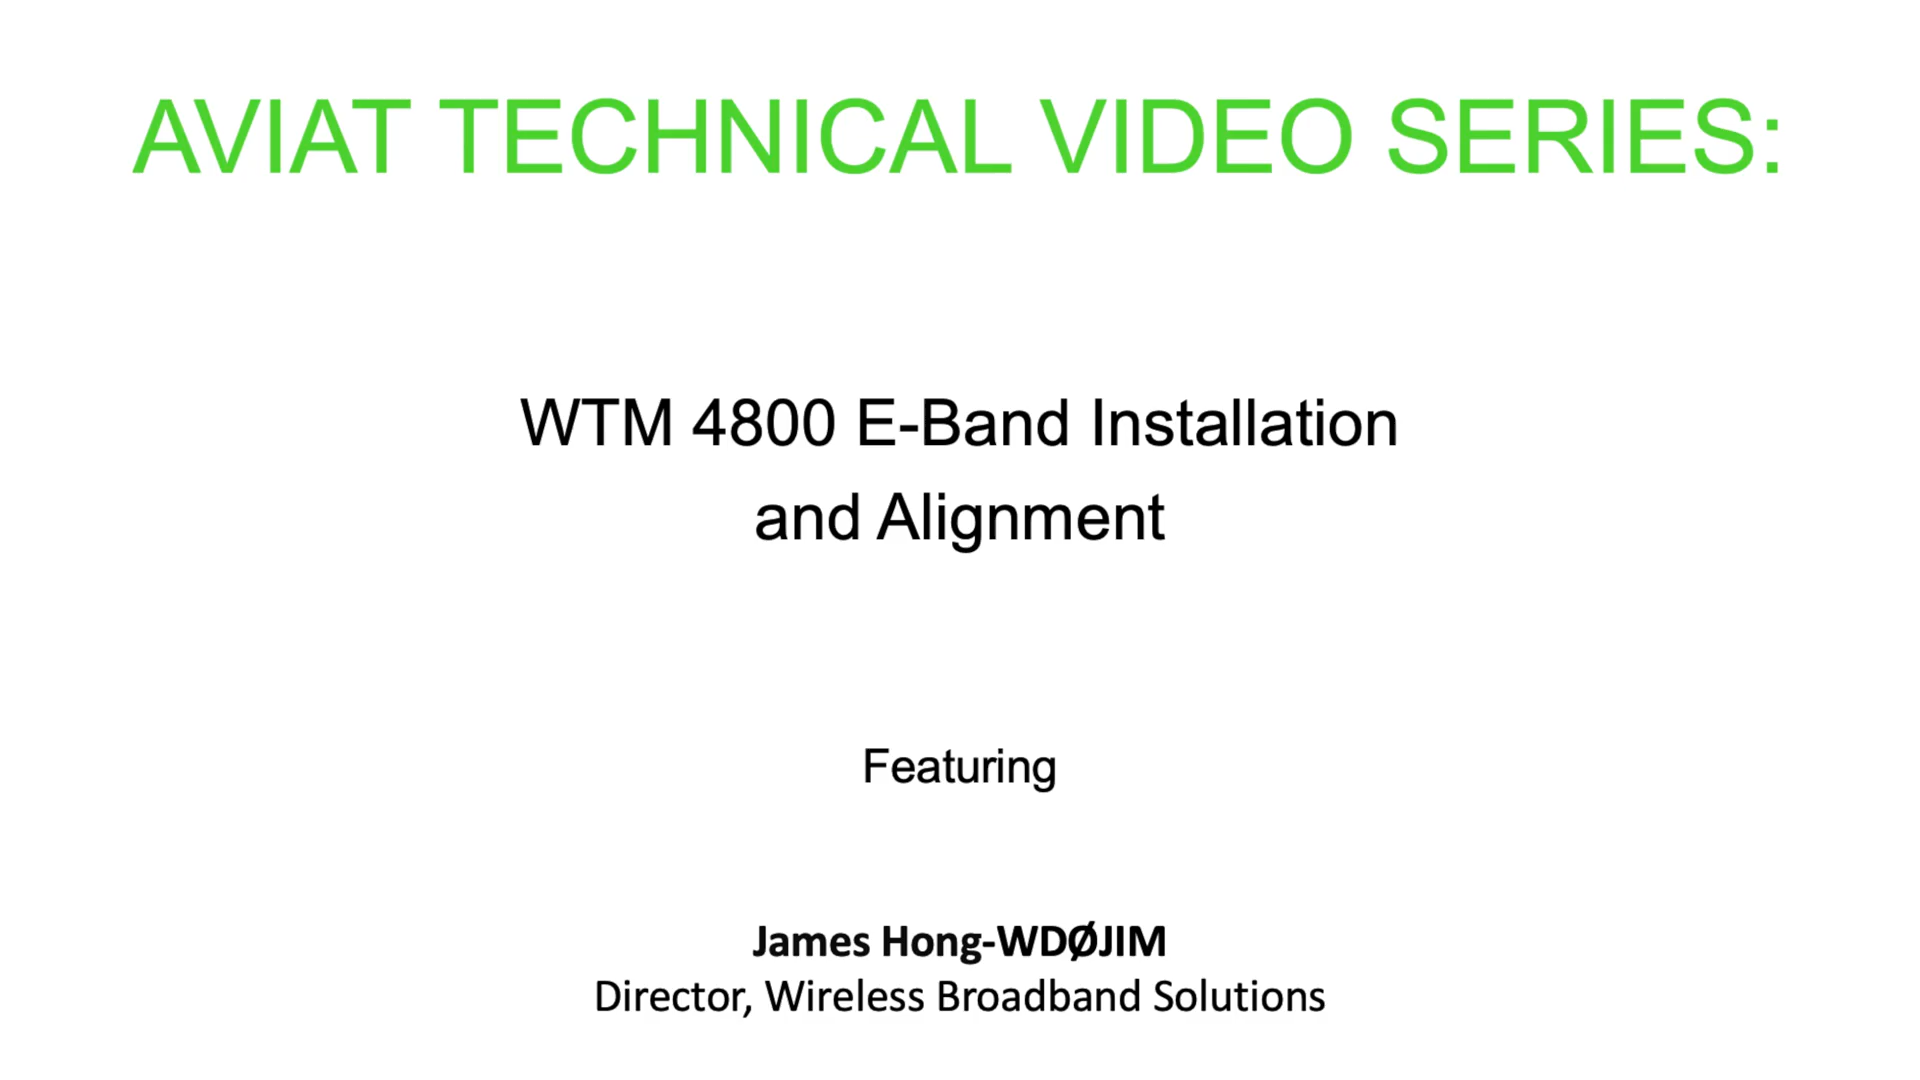 AVIAT TECHNICAL VIDEO SERIES:
WTM 4800 E-Band Installation
and Alignment
Featuring
James Hong-WDØJIM
Director, Wireless Broadband Solutions